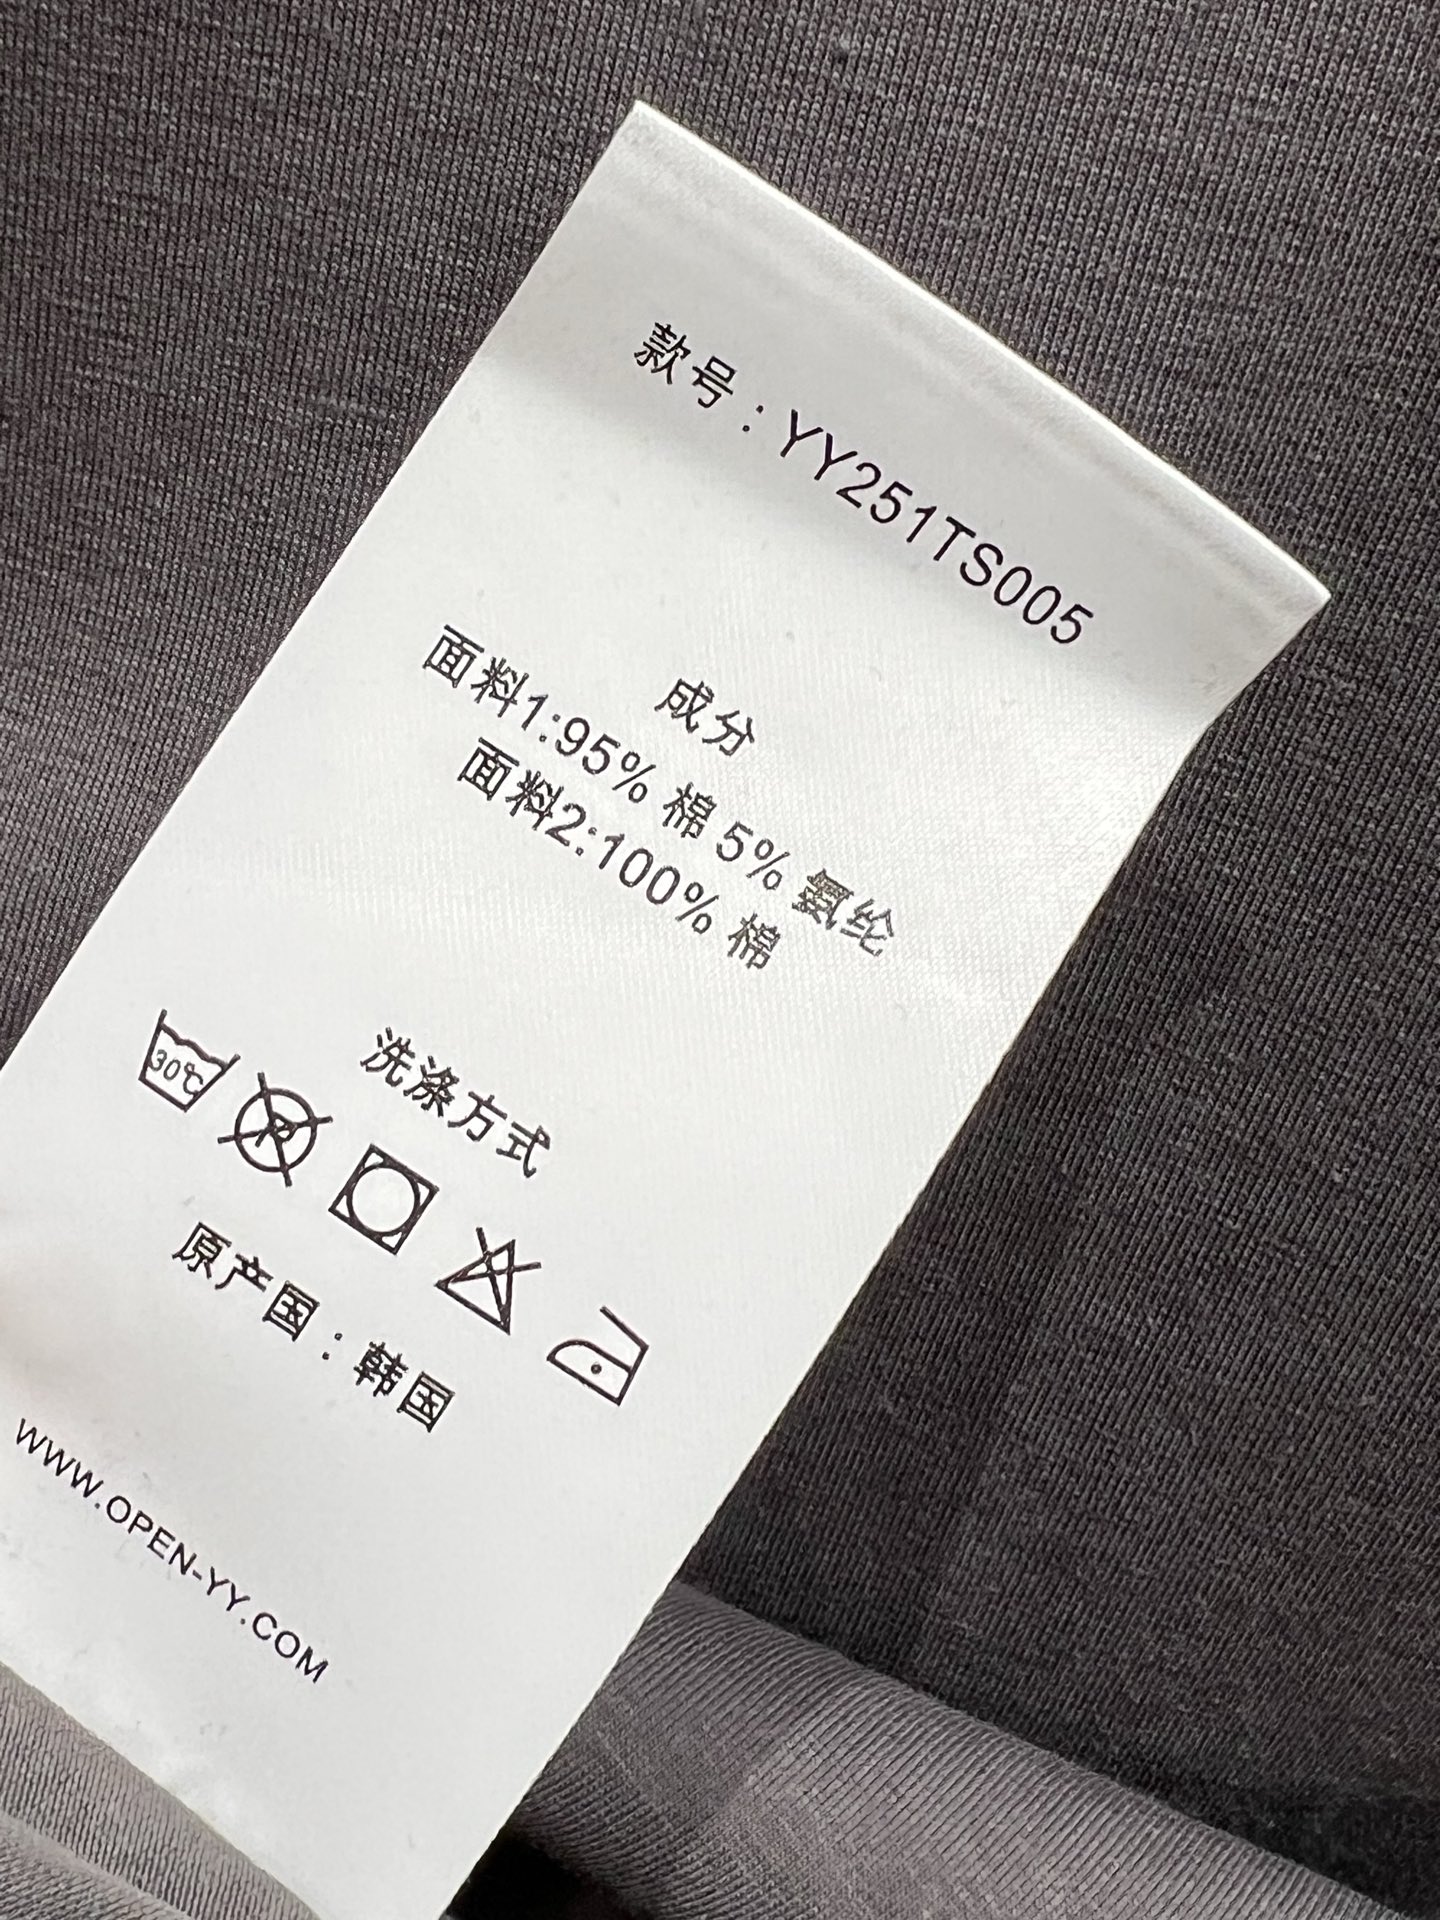 款号：YY251TS005
成分
面料1:95% 棉 5% 氨纶
面料2:100% 棉
洗涤方式
30℃
P
原产国：韩国
WWW.OPEN-YY.COM